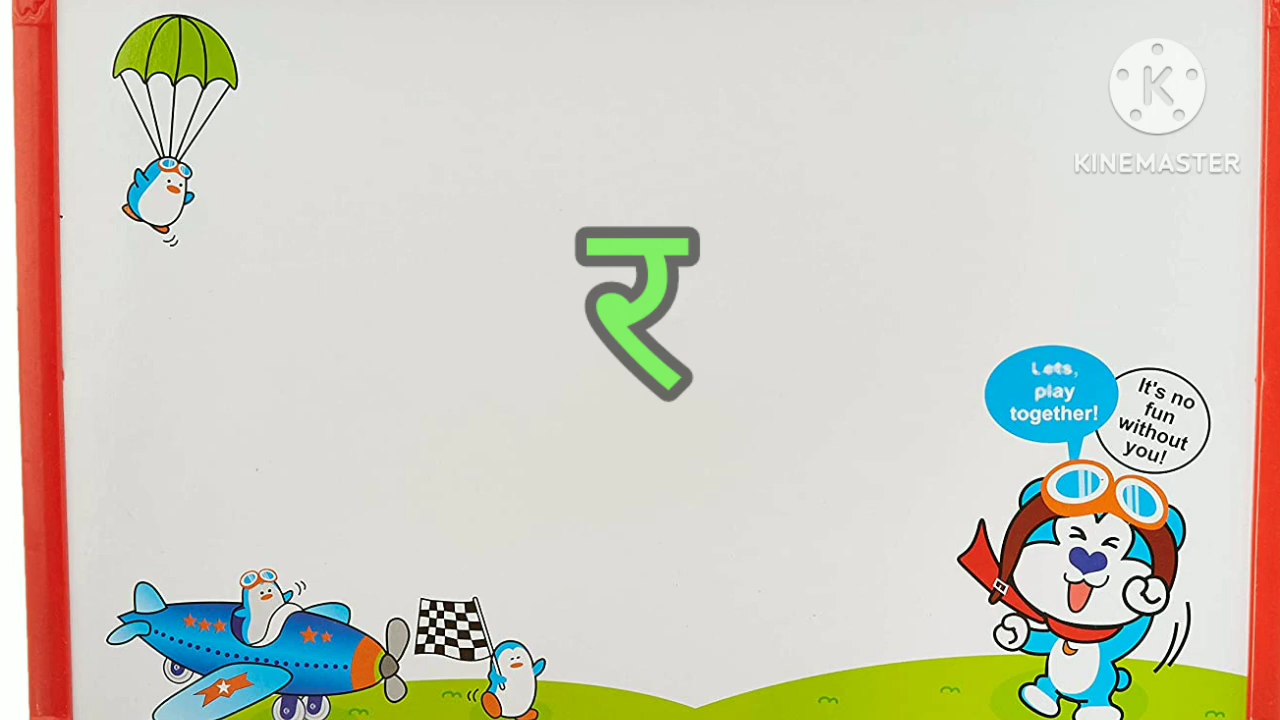 K
KINEMASTER
र
Lets,
play
together!
It's no
fun
without
you!